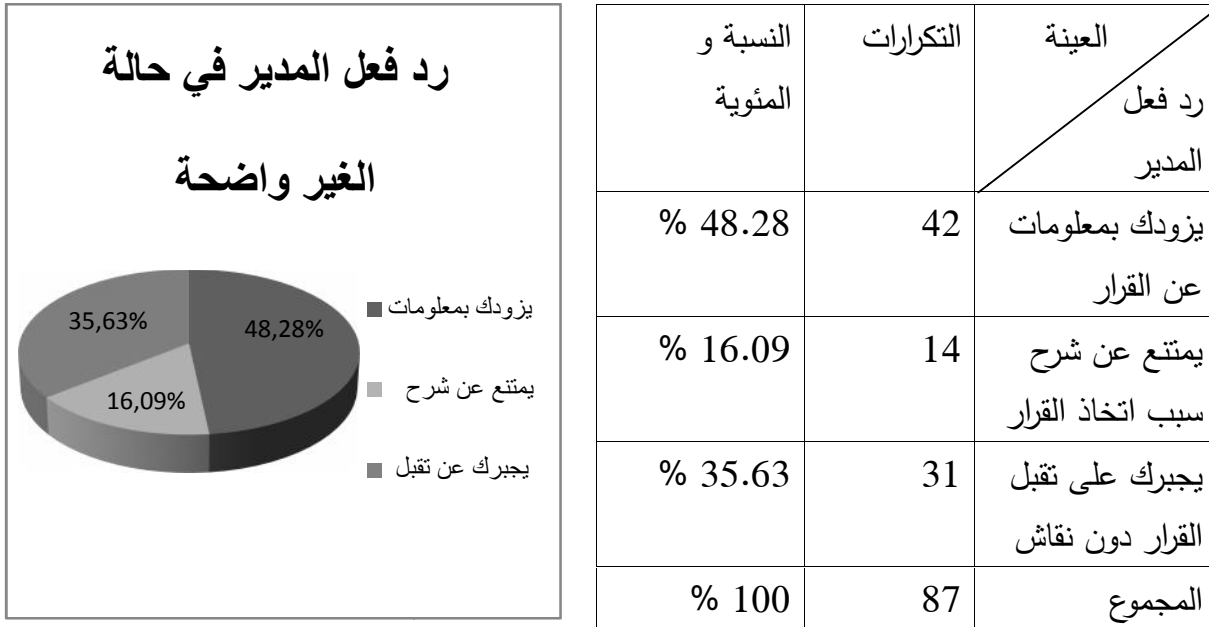 رد فعل المدير في حالة
الغير واضحة
48,28%
35,63%
16,09%
يزودك بمعلومات
يمتنع عن شرح
يجبرك عن تقبل
العينة
رد فعل
المدير
التكرارات
النسبة و
المئوية
يزودك بمعلومات
عن القرار
42
48.28 %
يمتنع عن شرح
سبب اتخاذ القرار
14
16.09 %
يجبرك على تقبل
القرار دون نقاش
31
35.63 %
المجموع
87
100 %